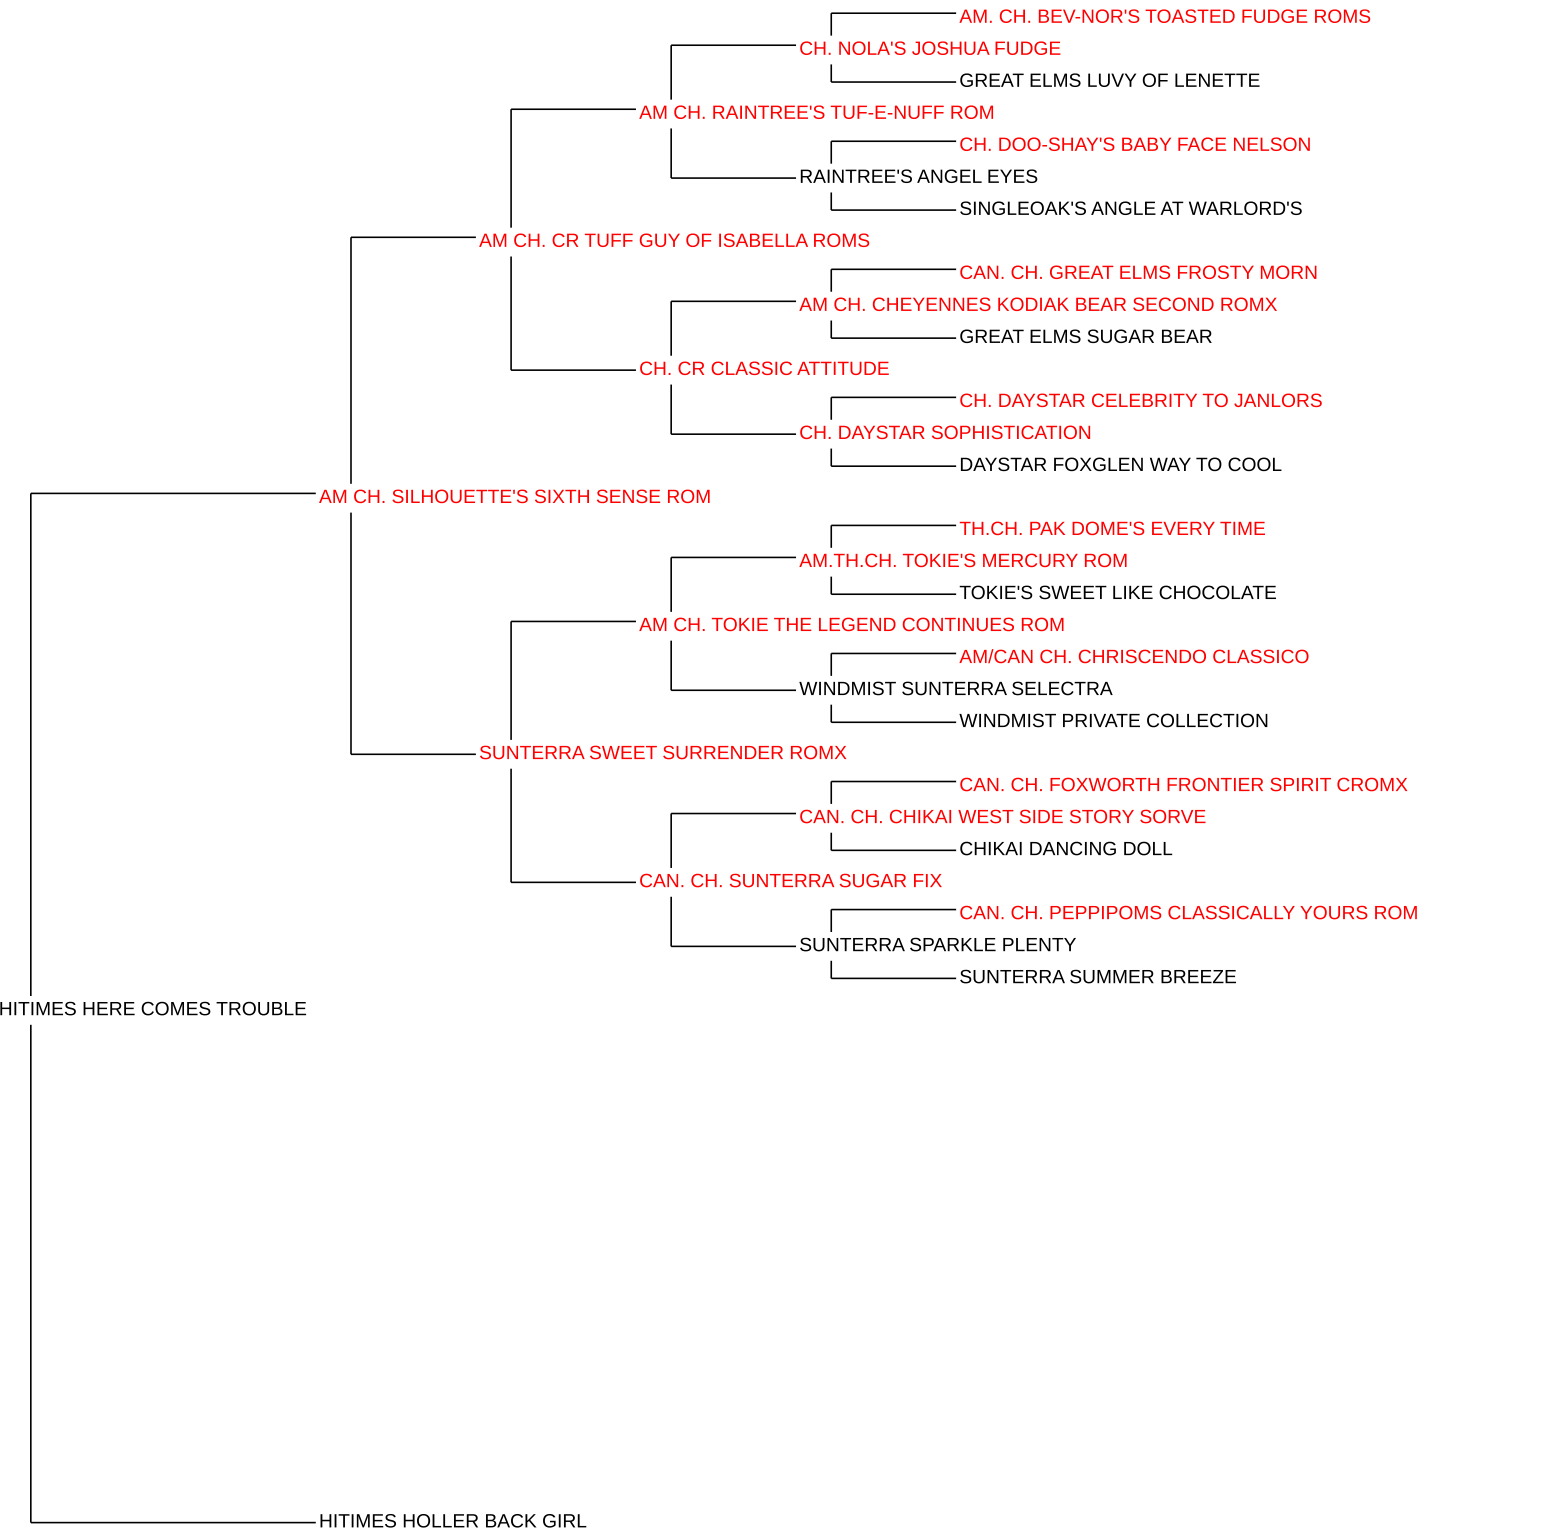 AM. CH. BEV-NOR'S TOASTED FUDGE ROMS
CH. NOLA'S JOSHUA FUDGE
GREAT ELMS LUVY OF LENETTE
AM CH. RAINTREE'S TUF-E-NUFF ROM
CH. DOO-SHAY'S BABY FACE NELSON
RAINTREE'S ANGEL EYES
SINGLEOAK'S ANGLE AT WARLORD'S
AM CH. CR TUFF GUY OF ISABELLA ROMS
CAN. CH. GREAT ELMS FROSTY MORN
AM CH. CHEYENNES KODIAK BEAR SECOND ROMX
GREAT ELMS SUGAR BEAR
CH. CR CLASSIC ATTITUDE
CH. DAYSTAR CELEBRITY TO JANLORS
CH. DAYSTAR SOPHISTICATION
DAYSTAR FOXGLEN WAY TO COOL
AM CH. SILHOUETTE'S SIXTH SENSE ROM
TH.CH. PAK DOME'S EVERY TIME
AM.TH.CH. TOKIE'S MERCURY ROM
TOKIE'S SWEET LIKE CHOCOLATE
AM CH. TOKIE THE LEGEND CONTINUES ROM
AM/CAN CH. CHRISCENDO CLASSICO
WINDMIST SUNTERRA SELECTRA
WINDMIST PRIVATE COLLECTION
SUNTERRA SWEET SURRENDER ROMX
CAN. CH. FOXWORTH FRONTIER SPIRIT CROMX
CAN. CH. CHIKAI WEST SIDE STORY SORVE
CHIKAI DANCING DOLL
CAN. CH. SUNTERRA SUGAR FIX
CAN. CH. PEPPIPOMS CLASSICALLY YOURS ROM
SUNTERRA SPARKLE PLENTY
SUNTERRA SUMMER BREEZE
HITIMES HERE COMES TROUBLE
HITIMES HOLLER BACK GIRL